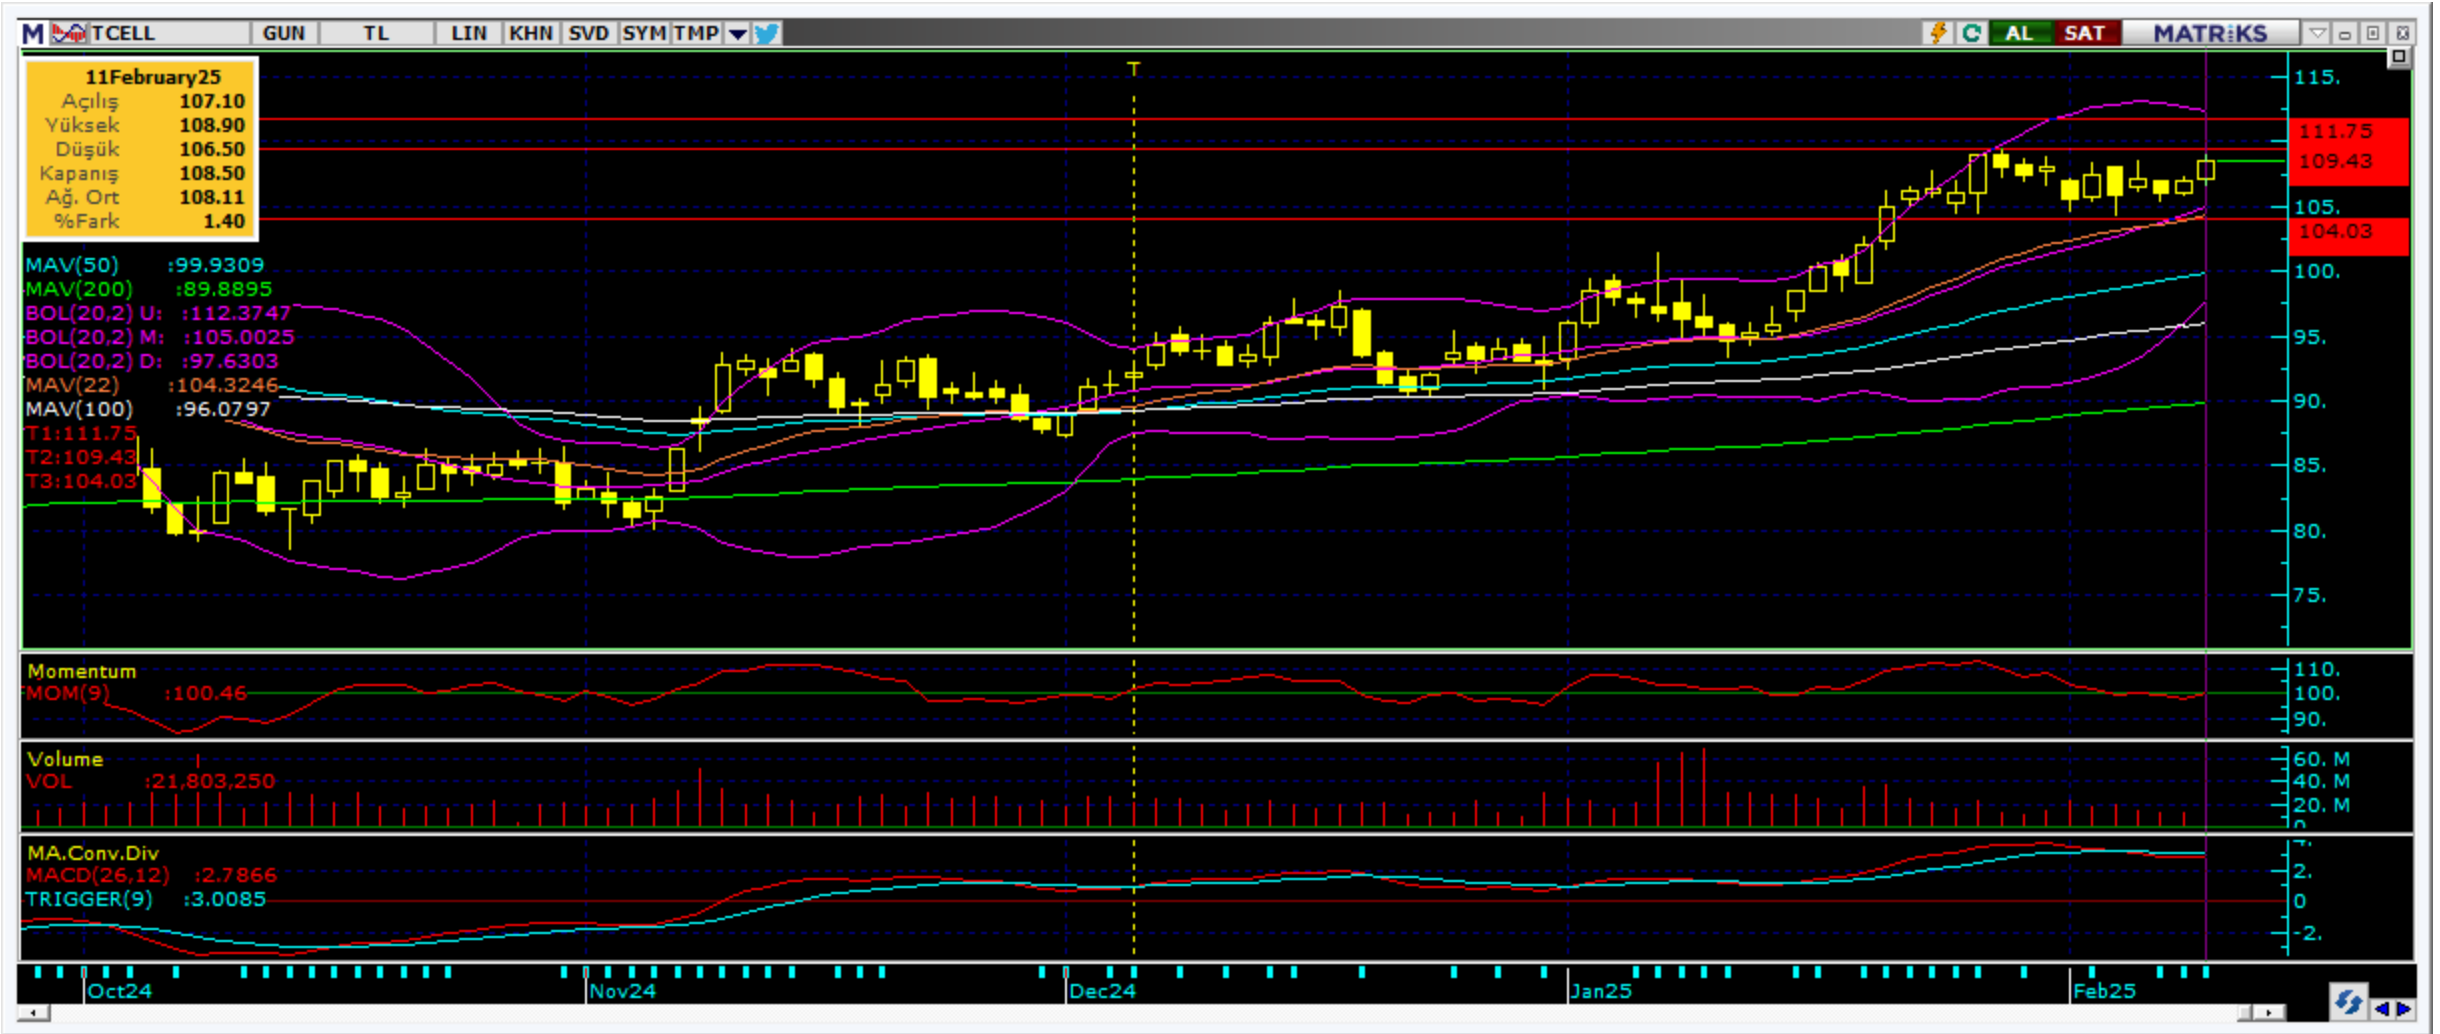 M TCELL GUN TL LIN KHN SVD SYM TMP AL SAT MATRiKS
11February25
Açılış 107.10
Yüksek 108.90
Düşük 106.50
Kapanış 108.50
Ağ. Ort 108.11
%Fark 1.40
MAV(50) :99.9309
MAV(200) :89.8895
BOL(20,2) U: :112.3747
BOL(20,2) M: :105.0025
BOL(20,2) D: :97.6303
MAV(22) :104.3246
MAV(100) :96.0797
T1:111.75
T2:109.43
T3:104.03
T
115.
111.75
109.43
105.
104.03
100.
95.
90.
85.
80.
75.
Momentum
MOM(9) :100.46
110.
100.
90.
Volume
VOL :21,803,250
60. M
40. M
20. M
0
MA.Conv.Div
MACD(26,12) :2.7866
TRIGGER(9) :3.0085
4.
2.
0
-2.
Oct24 Nov24 Dec24 Jan25 Feb25